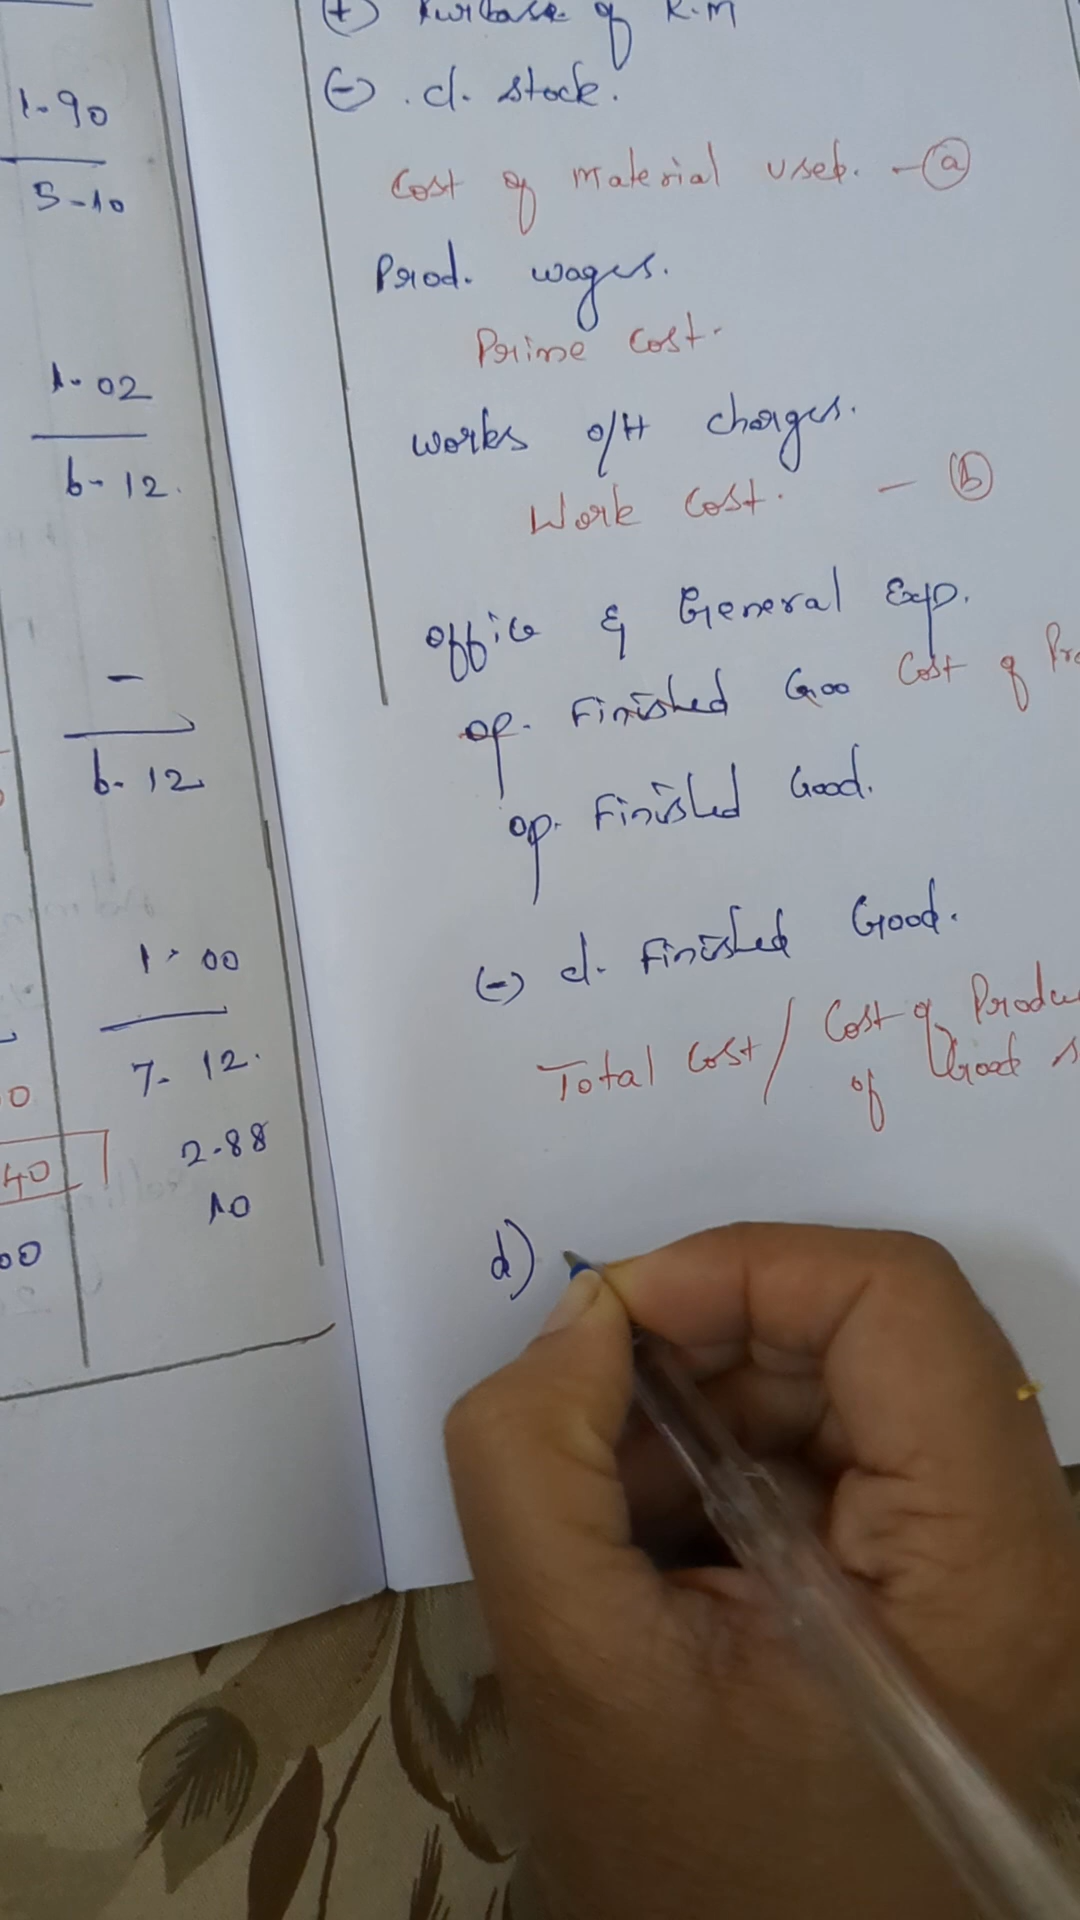 1.90
5-10
1.02
6-12.
-
6-12
1.00
7-12.
2.88
40
10
00
(+) Purchase of R.M
(-) . cl. stock.
Cost of Material used. - (a)
Prod. wages.
Prime Cost.
works o/H charges.
Work Cost. - (b)
office & General Exp.
op. Finished Goo Cost of Pro
op. Finished Good.
(-) cl. Finished Good.
Total Cost / Cost of Produ
of Good s
d)